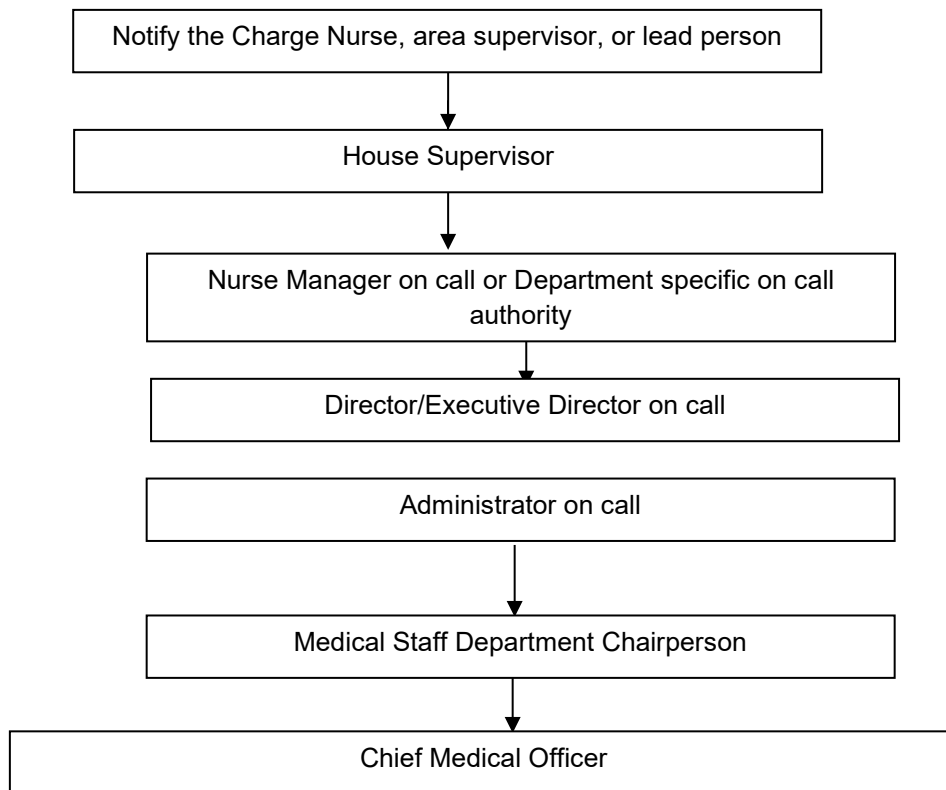 Notify the Charge Nurse, area supervisor, or lead person
House Supervisor
Nurse Manager on call or Department specific on call
authority
Director/Executive Director on call
Administrator on call
Medical Staff Department Chairperson
Chief Medical Officer